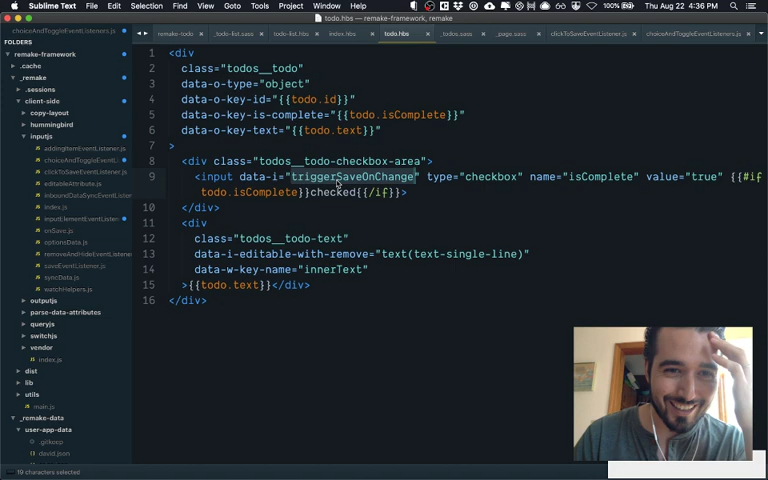 Sublime Text File Edit Selection Find View Goto Tools Project Window Help 100% Thu Aug 22 4:36 PM
todo.hbs — remake-framework, remake
choiceAndToggleEventListeners.js
remake-todo × _todo-list.sass × todo-list.hbs × index.hbs × todo.hbs × _todos.sass × _page.sass × clickToSaveEventListener.js × choiceAndToggleEventListeners.js ×
FOLDERS
remake-framework
.cache
_remake
.sessions
client-side
copy-layout
hummingbird
inputjs
addingItemEventListener.js
choiceAndToggleEventL
clickToSaveEventListener.js
editableAttribute.js
inboundDataSyncEventListen
index.js
inputElementEventListen
onSave.js
optionsData.js
removeAndHideEventListener
saveEventListener.js
syncData.js
watchHelpers.js
outputjs
parse-data-attributes
queryjs
switchjs
vendor
index.js
dist
lib
utils
main.js
_remake-data
user-app-data
.gitkeep
david.json
1 <div
2 class="todos__todo"
3 data-o-type="object"
4 data-o-key-id="{{todo.id}}"
5 data-o-key-is-complete="{{todo.isComplete}}"
6 data-o-key-text="{{todo.text}}"
7 >
8 <div class="todos__todo-checkbox-area">
9 <input data-i="triggerSaveOnChange" type="checkbox" name="isComplete" value="true" {{#if
todo.isComplete}}checked{{/if}}>
10 </div>
11 <div
12 class="todos__todo-text"
13 data-i-editable-with-remove="text(text-single-line)"
14 data-w-key-name="innerText"
15 >{{todo.text}}</div>
16 </div>
19 characters selected